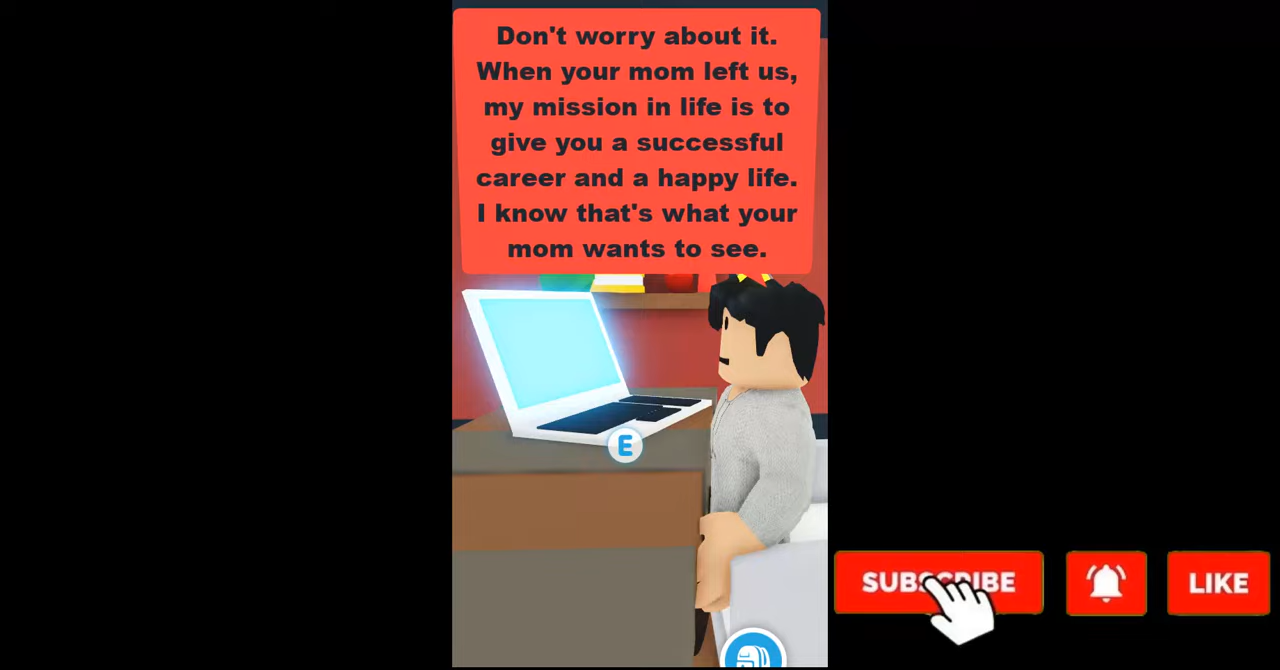 Don't worry about it.
When your mom left us,
my mission in life is to
give you a successful
career and a happy life.
I know that's what your
mom wants to see.
E
SUBSCRIBE
LIKE